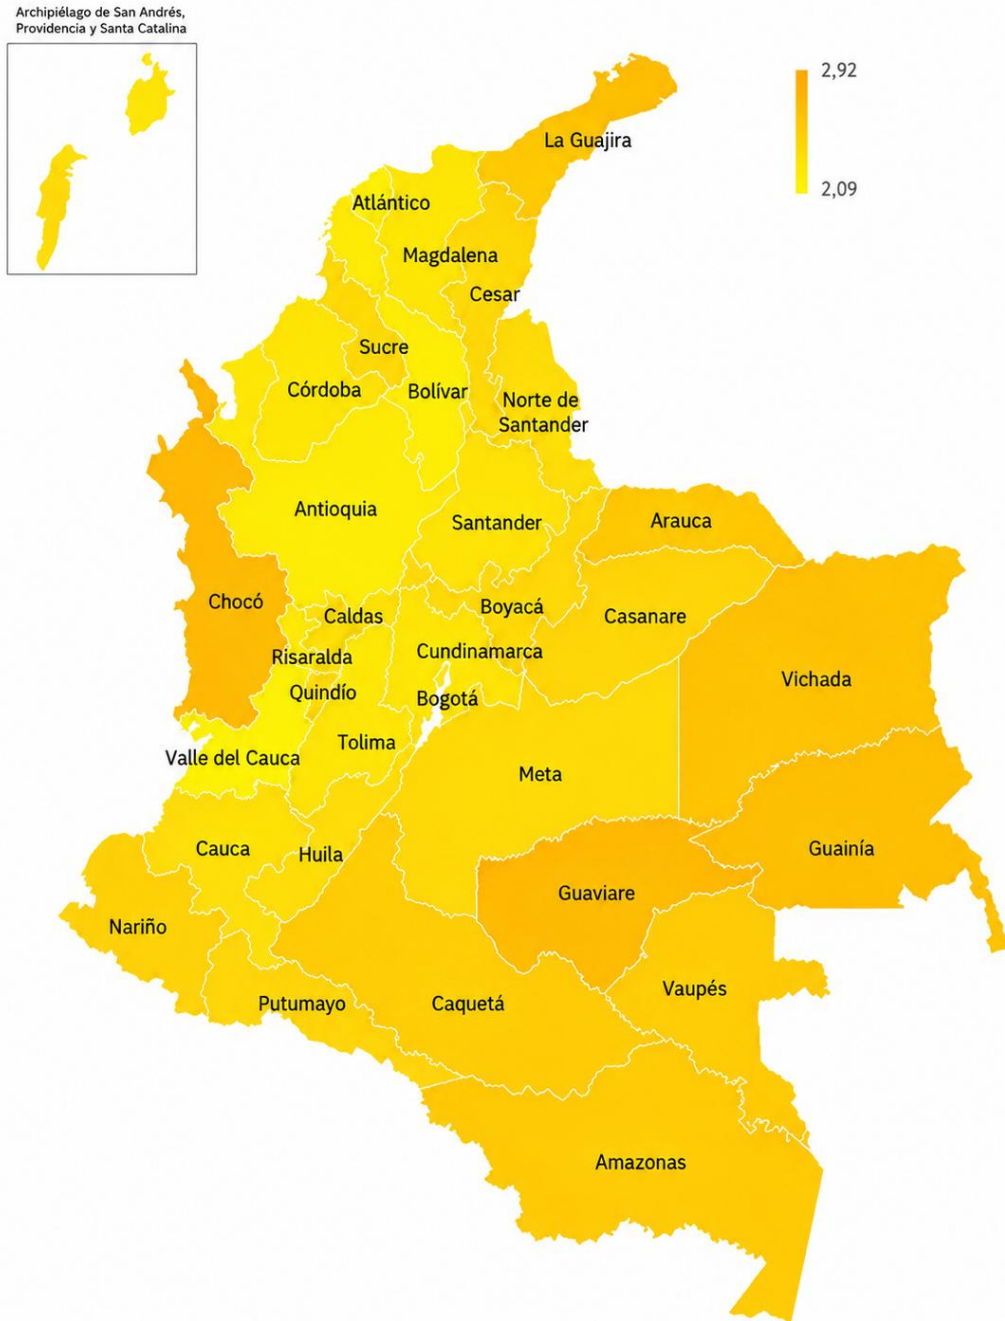 Archipiélago de San Andrés,
Providencia y Santa Catalina
2,92
2,09
La Guajira
Atlántico
Magdalena
Cesar
Sucre
Córdoba
Bolívar
Norte de
Santander
Antioquia
Santander
Arauca
Chocó
Caldas
Boyacá
Casanare
Risaralda
Cundinamarca
Quindío
Bogotá
Vichada
Tolima
Valle del Cauca
Meta
Cauca
Huila
Guainía
Guaviare
Nariño
Vaupés
Putumayo
Caquetá
Amazonas